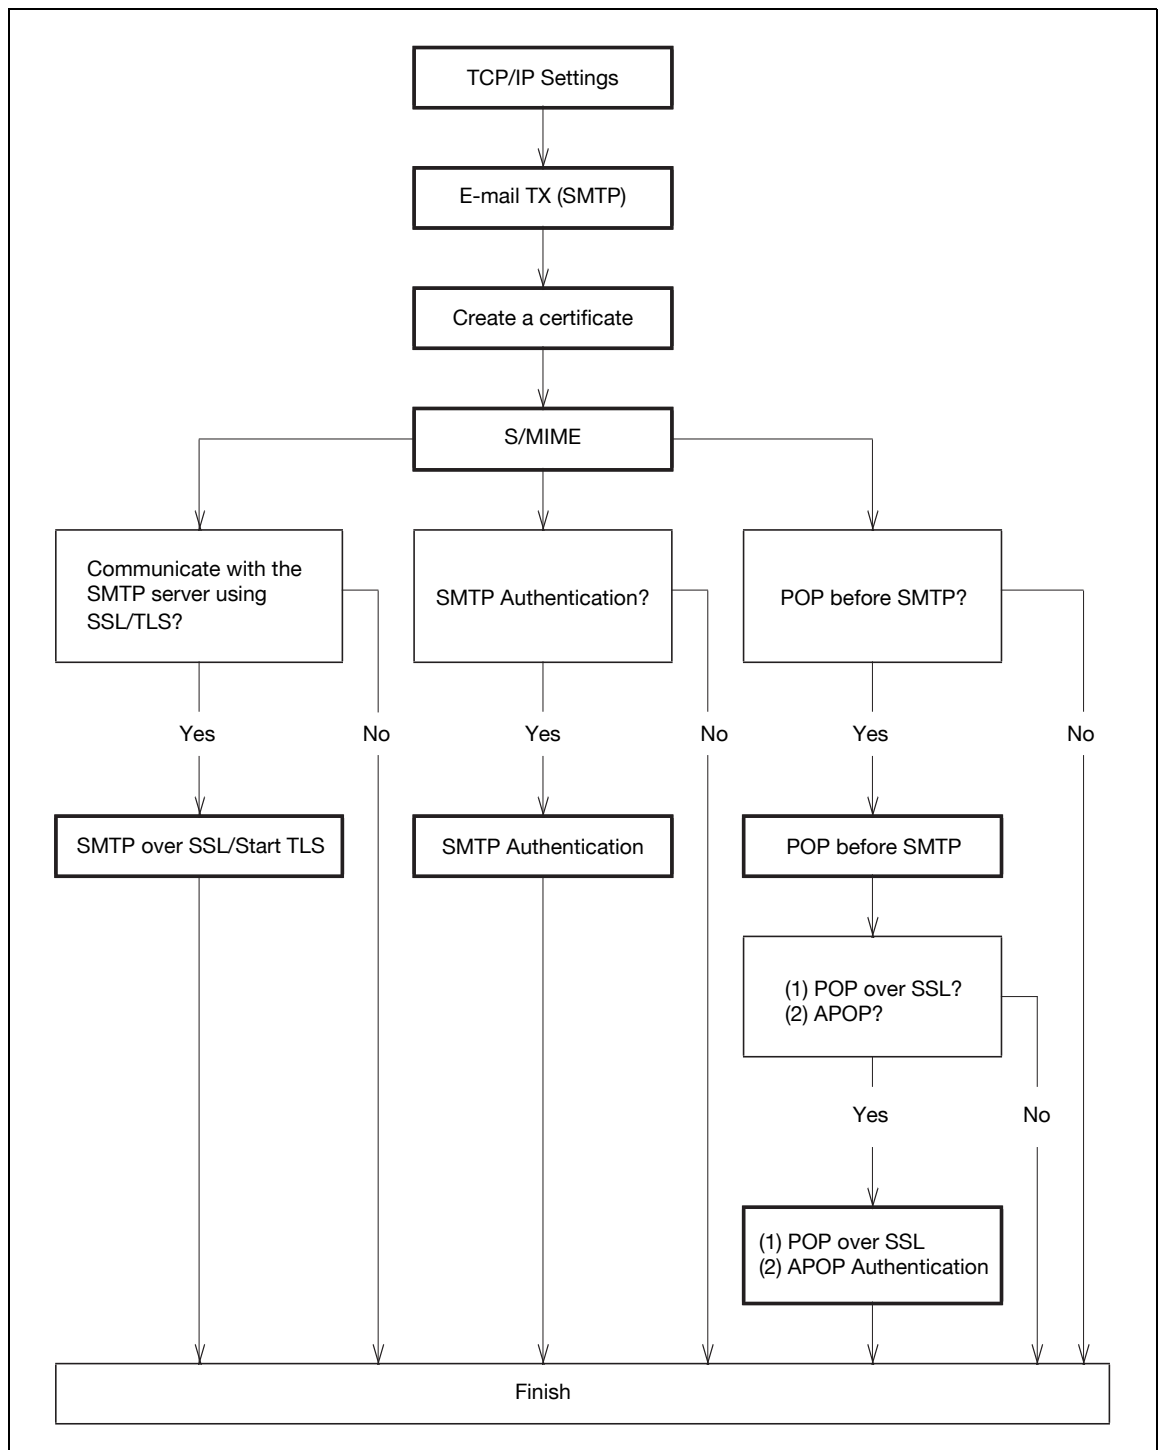 TCP/IP Settings
E-mail TX (SMTP)
Create a certificate
S/MIME
Communicate with the
SMTP server using
SSL/TLS?
SMTP Authentication?
POP before SMTP?
Yes
No
Yes
No
Yes
No
SMTP over SSL/Start TLS
SMTP Authentication
POP before SMTP
(1) POP over SSL?
(2) APOP?
Yes
No
(1) POP over SSL
(2) APOP Authentication
Finish